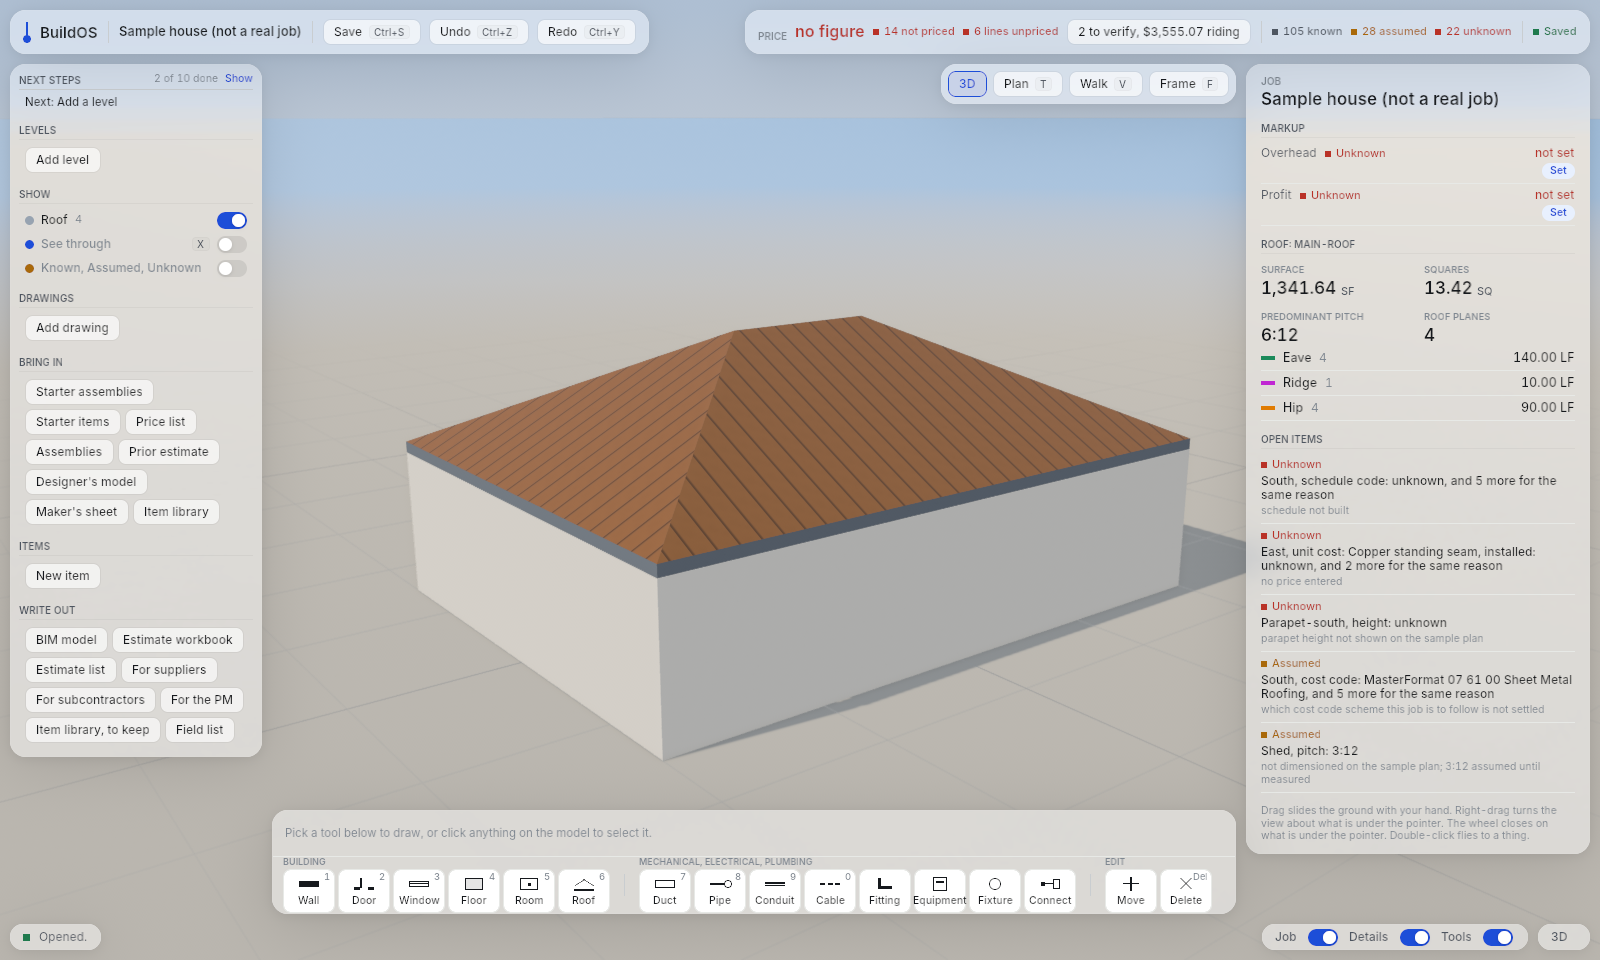 BuildOS
Sample house (not a real job)
Save Ctrl+S
Undo Ctrl+Z
Redo Ctrl+Y
PRICE no figure 14 not priced 6 lines unpriced 2 to verify, $3,555.07 riding 105 known 28 assumed 22 unknown Saved
NEXT STEPS 2 of 10 done Show
Next: Add a level
LEVELS
Add level
SHOW
Roof 4
See through X
Known, Assumed, Unknown
DRAWINGS
Add drawing
BRING IN
Starter assemblies
Starter items Price list
Assemblies Prior estimate
Designer's model
Maker's sheet Item library
ITEMS
New item
WRITE OUT
BIM model Estimate workbook
Estimate list For suppliers
For subcontractors For the PM
Item library, to keep Field list
Opened.
3D Plan T Walk V Frame F
JOB
Sample house (not a real job)
MARKUP
Overhead Unknown not set
Set
Profit Unknown not set
Set
ROOF: MAIN-ROOF
SURFACE SQUARES
1,341.64 SF 13.42 SQ
PREDOMINANT PITCH ROOF PLANES
6:12 4
Eave 4 140.00 LF
Ridge 1 10.00 LF
Hip 4 90.00 LF
OPEN ITEMS
Unknown
South, schedule code: unknown, and 5 more for the
same reason
schedule not built
Unknown
East, unit cost: Copper standing seam, installed:
unknown, and 2 more for the same reason
no price entered
Unknown
Parapet-south, height: unknown
parapet height not shown on the sample plan
Assumed
South, cost code: MasterFormat 07 61 00 Sheet Metal
Roofing, and 5 more for the same reason
which cost code scheme this job is to follow is not settled
Assumed
Shed, pitch: 3:12
not dimensioned on the sample plan; 3:12 assumed until
measured
Drag slides the ground with your hand. Right-drag turns the
view about what is under the pointer. The wheel closes on
what is under the pointer. Double-click flies to a thing.
Pick a tool below to draw, or click anything on the model to select it.
BUILDING MECHANICAL, ELECTRICAL, PLUMBING EDIT
1 2 3 4 5 6 7 8 9 0 Del
Wall Door Window Floor Room Roof Duct Pipe Conduit Cable Fitting Equipment Fixture Connect Move Delete
Job Details Tools 3D